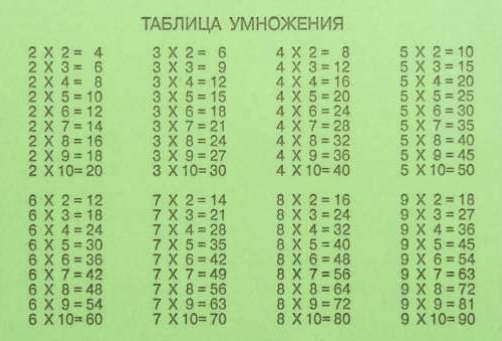 ТАБЛИЦА УМНОЖЕНИЯ
2 X 2 = 4 3 X 2 = 6 4 X 2 = 8 5 X 2 = 10
2 X 3 = 6 3 X 3 = 9 4 X 3 = 12 5 X 3 = 15
2 X 4 = 8 3 X 4 = 12 4 X 4 = 16 5 X 4 = 20
2 X 5 = 10 3 X 5 = 15 4 X 5 = 20 5 X 5 = 25
2 X 6 = 12 3 X 6 = 18 4 X 6 = 24 5 X 6 = 30
2 X 7 = 14 3 X 7 = 21 4 X 7 = 28 5 X 7 = 35
2 X 8 = 16 3 X 8 = 24 4 X 8 = 32 5 X 8 = 40
2 X 9 = 18 3 X 9 = 27 4 X 9 = 36 5 X 9 = 45
2 X 10= 20 3 X 10= 30 4 X 10= 40 5 X 10= 50
6 X 2 = 12 7 X 2 = 14 8 X 2 = 16 9 X 2 = 18
6 X 3 = 18 7 X 3 = 21 8 X 3 = 24 9 X 3 = 27
6 X 4 = 24 7 X 4 = 28 8 X 4 = 32 9 X 4 = 36
6 X 5 = 30 7 X 5 = 35 8 X 5 = 40 9 X 5 = 45
6 X 6 = 36 7 X 6 = 42 8 X 6 = 48 9 X 6 = 54
6 X 7 = 42 7 X 7 = 49 8 X 7 = 56 9 X 7 = 63
6 X 8 = 48 7 X 8 = 56 8 X 8 = 64 9 X 8 = 72
6 X 9 = 54 7 X 9 = 63 8 X 9 = 72 9 X 9 = 81
6 X 10= 60 7 X 10= 70 8 X 10= 80 9 X 10= 90